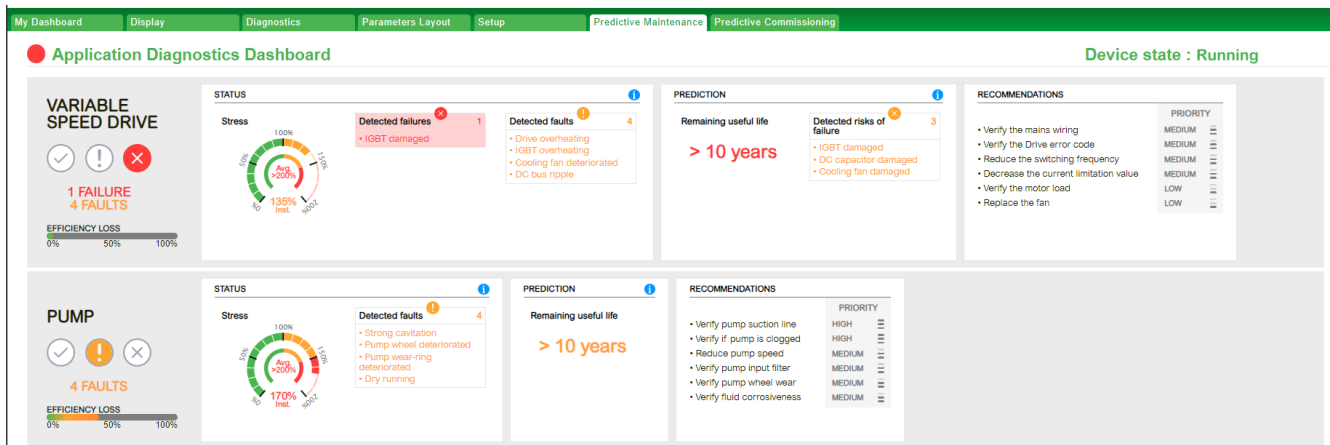 My Dashboard Display Diagnostics Parameters Layout Setup Predictive Maintenance Predictive Commissioning
Application Diagnostics Dashboard
Device state : Running
VARIABLE
SPEED DRIVE
1 FAILURE
4 FAULTS
EFFICIENCY LOSS
0% 50% 100%
STATUS
Stress
0% 50% 100% 150% 200%
Avg.
>200%
135%
Inst.
Detected failures 1
• IGBT damaged
Detected faults 4
• Drive overheating
• IGBT overheating
• Cooling fan deteriorated
• DC bus ripple
PREDICTION
Remaining useful life
> 10 years
Detected risks of 3
failure
• IGBT damaged
• DC capacitor damaged
• Cooling fan damaged
RECOMMENDATIONS
PRIORITY
• Verify the mains wiring MEDIUM
• Verify the Drive error code MEDIUM
• Reduce the switching frequency MEDIUM
• Decrease the current limitation value MEDIUM
• Verify the motor load LOW
• Replace the fan LOW
PUMP
4 FAULTS
EFFICIENCY LOSS
0% 50% 100%
STATUS
Stress
0% 50% 100% 150% 200%
Avg.
>200%
170%
Inst.
Detected faults 4
• Strong cavitation
• Pump wheel deteriorated
• Pump wear-ring
deteriorated
• Dry running
PREDICTION
Remaining useful life
> 10 years
RECOMMENDATIONS
PRIORITY
• Verify pump suction line HIGH
• Verify if pump is clogged HIGH
• Reduce pump speed MEDIUM
• Verify pump input filter MEDIUM
• Verify pump wheel wear MEDIUM
• Verify fluid corrosiveness MEDIUM